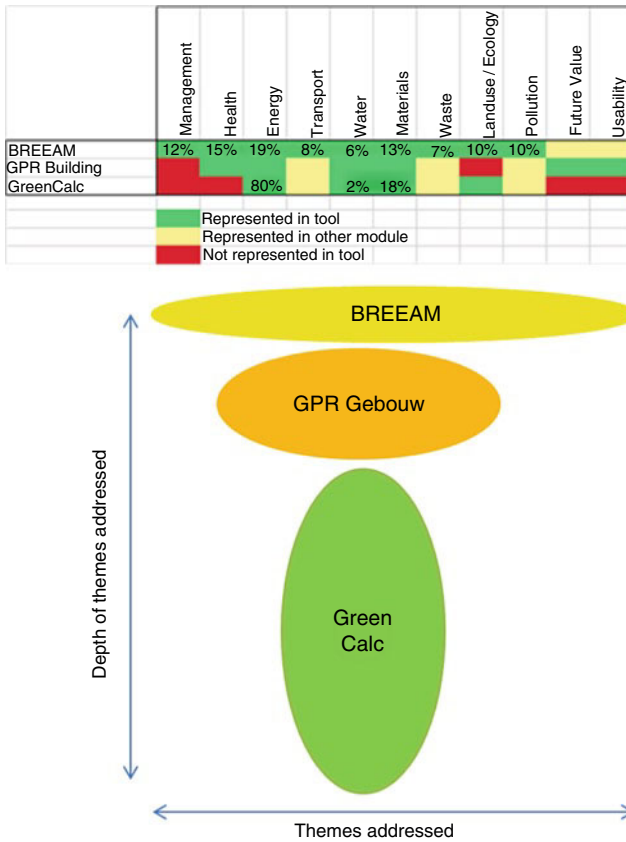 Management
Health
Energy
Transport
Water
Materials
Waste
Landuse / Ecology
Pollution
Future Value
Usability
BREEAM 12% 15% 19% 8% 6% 13% 7% 10% 10%
GPR Building
GreenCalc 80% 2% 18%
Represented in tool
Represented in other module
Not represented in tool
BREEAM
GPR Gebouw
Green
Calc
Depth of themes addressed
Themes addressed